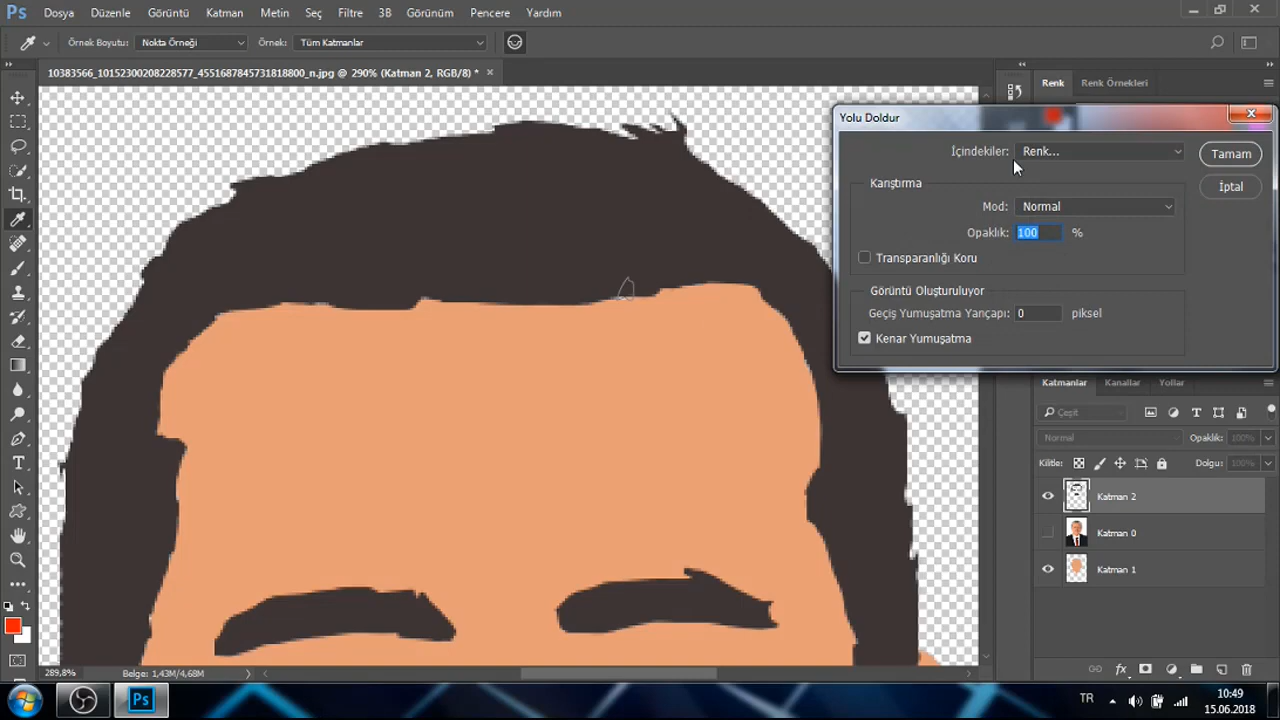 Ps Dosya Düzenle Görüntü Katman Metin Seç Filtre 3B Görünüm Pencere Yardım
Örnek Boyutu: Nokta Örneği Örnek: Tüm Katmanlar
10383566_10152300208228577_4551687845731818800_n.jpg @ 290% (Katman 2, RGB/8) * ×
Renk Renk Örnekleri
Yolu Doldur
İçindekiler: Renk... Tamam
Karıştırma İptal
Mod: Normal
Opaklık: 100 %
Transparanlığı Koru
Görüntü Oluşturuluyor
Geçiş Yumuşatma Yarıçapı: 0 piksel
Kenar Yumuşatma
Katmanlar Kanallar Yollar
Çeşit
Normal Opaklık: 100%
Kilitle: Dolgu: 100%
Katman 2
Katman 0
Katman 1
289,8% Belge: 1,43M/4,68M
Ps TR 10:49
15.06.2018